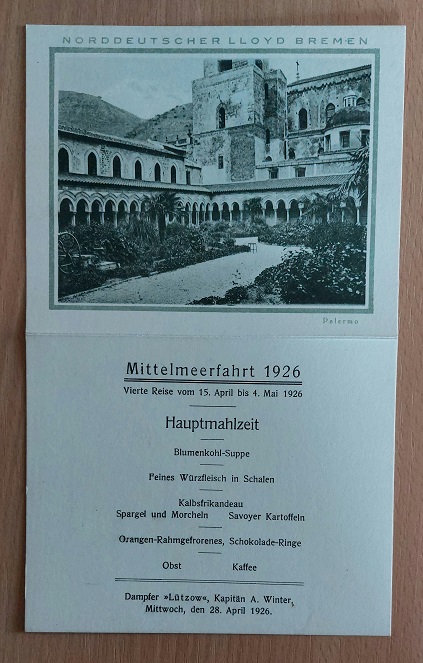 NORDDEUTSCHER LLOYD BREMEN
Palermo
Mittelmeerfahrt 1926
Vierte Reise vom 15. April bis 4. Mai 1926
Hauptmahlzeit
Blumenkohl-Suppe
Feines Würzfleisch in Schalen
Kalbsfrikandeau
Spargel und Morcheln Savoyer Kartoffeln
Orangen-Rahmgefrorenes, Schokolade-Ringe
Obst Kaffee
Dampfer »Lützow«, Kapitän A. Winter,
Mittwoch, den 28. April 1926.